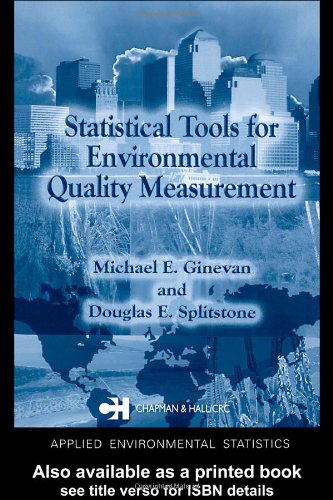 Statistical Tools for
Environmental
Quality Measurement
Michael E. Ginevan
and
Douglas E. Splitstone
CH CHAPMAN & HALL/CRC
APPLIED ENVIRONMENTAL STATISTICS
Also available as a printed book
see title verso for ISBN details